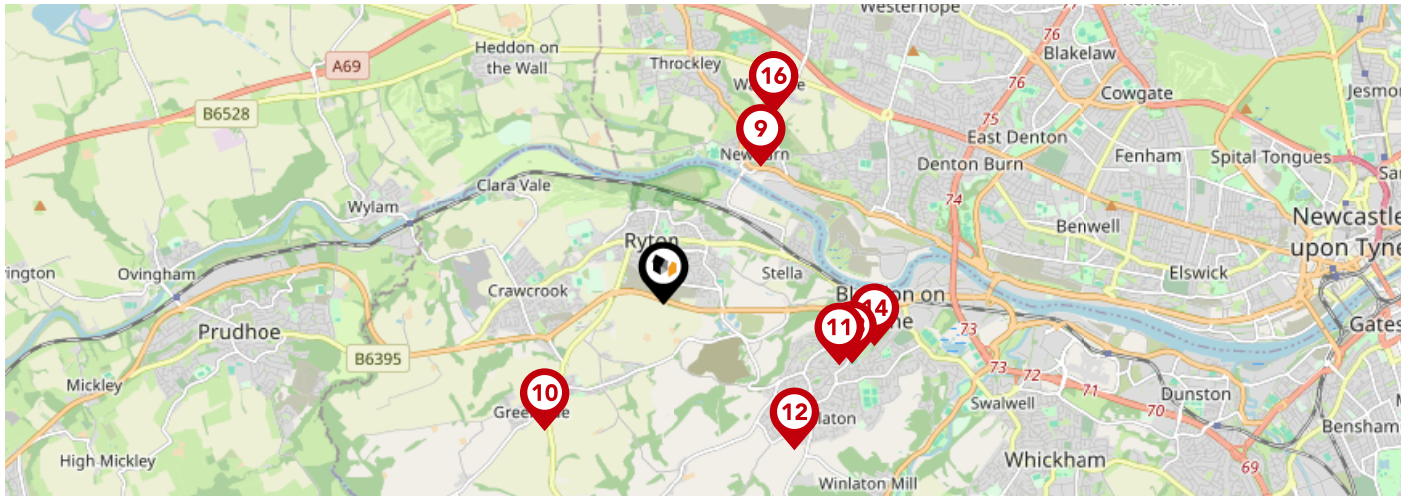 Westerhope
77
76
Blakelaw
Heddon on
the Wall
Throckley
A69
16
76
Cowgate
Jesmo
B6528
75
9
East Denton
Newburn
Denton Burn
Fenham
Spital Tongues
Clara Vale
74
Wylam
Newcastle
upon Tyne
Benwell
Ryton
Ovingham
Stella
Elswick
Crawcrook
14
11
Prudhoe
73
Gates
B6395
73
72
71
Mickley
10
Swalwell
Dunston
70
12
Bensham
High Mickley
Whickham
69
Winlaton Mill